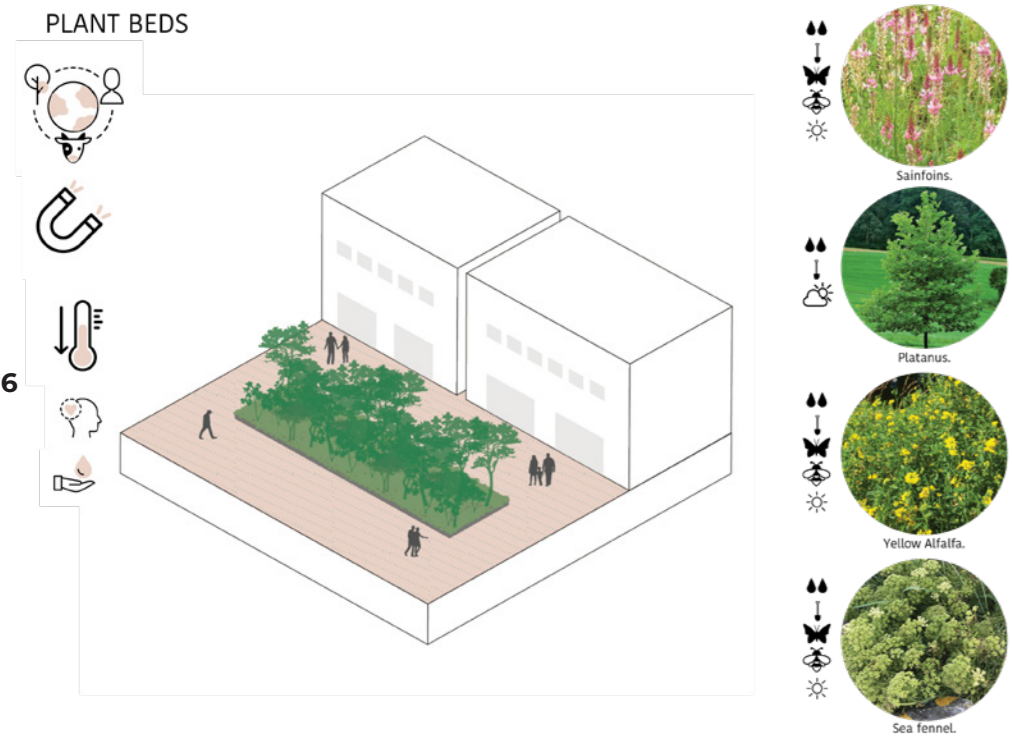 PLANT BEDS
6
Sainfoins.
Platanus.
Yellow Alfalfa.
Sea fennel.